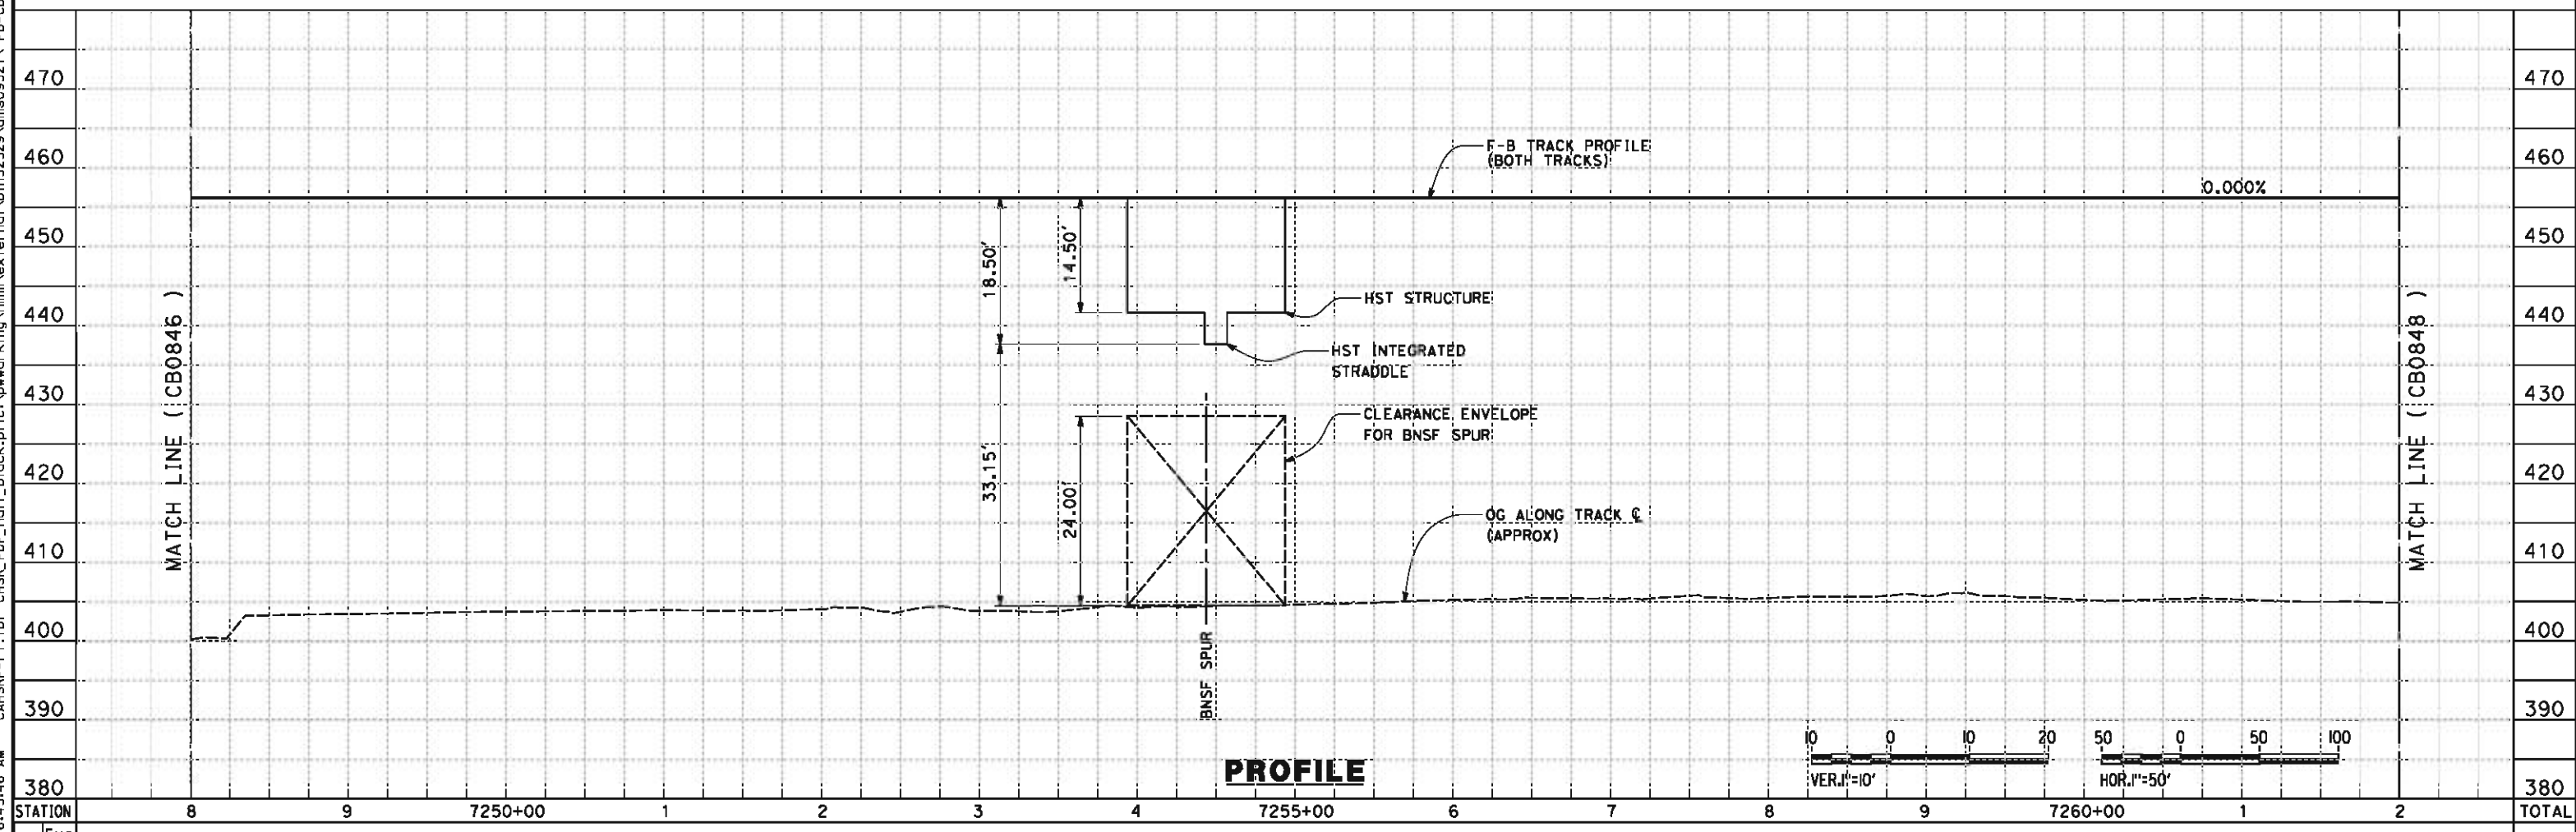 470
470
460
F-B TRACK PROFILE
(BOTH TRACKS)
460
0.000%
450
18.50'
14.50'
450
MATCH LINE ( CB0846 )
HST STRUCTURE
MATCH LINE ( CB0848 )
440
440
HST INTEGRATED
STRADDLE
430
CLEARANCE ENVELOPE
FOR BNSF SPUR
430
33.15'
24.00'
420
420
OG ALONG TRACK ℄
(APPROX)
410
410
400
400
BNSF SPUR
390
390
10 0 10 20
50 0 50 100
PROFILE
VER.1"=10'
HOR.1"=50'
380
380
STATION 8 9 7250+00 1 2 3 4 7255+00 6 7 8 9 7260+00 1 2 TOTAL